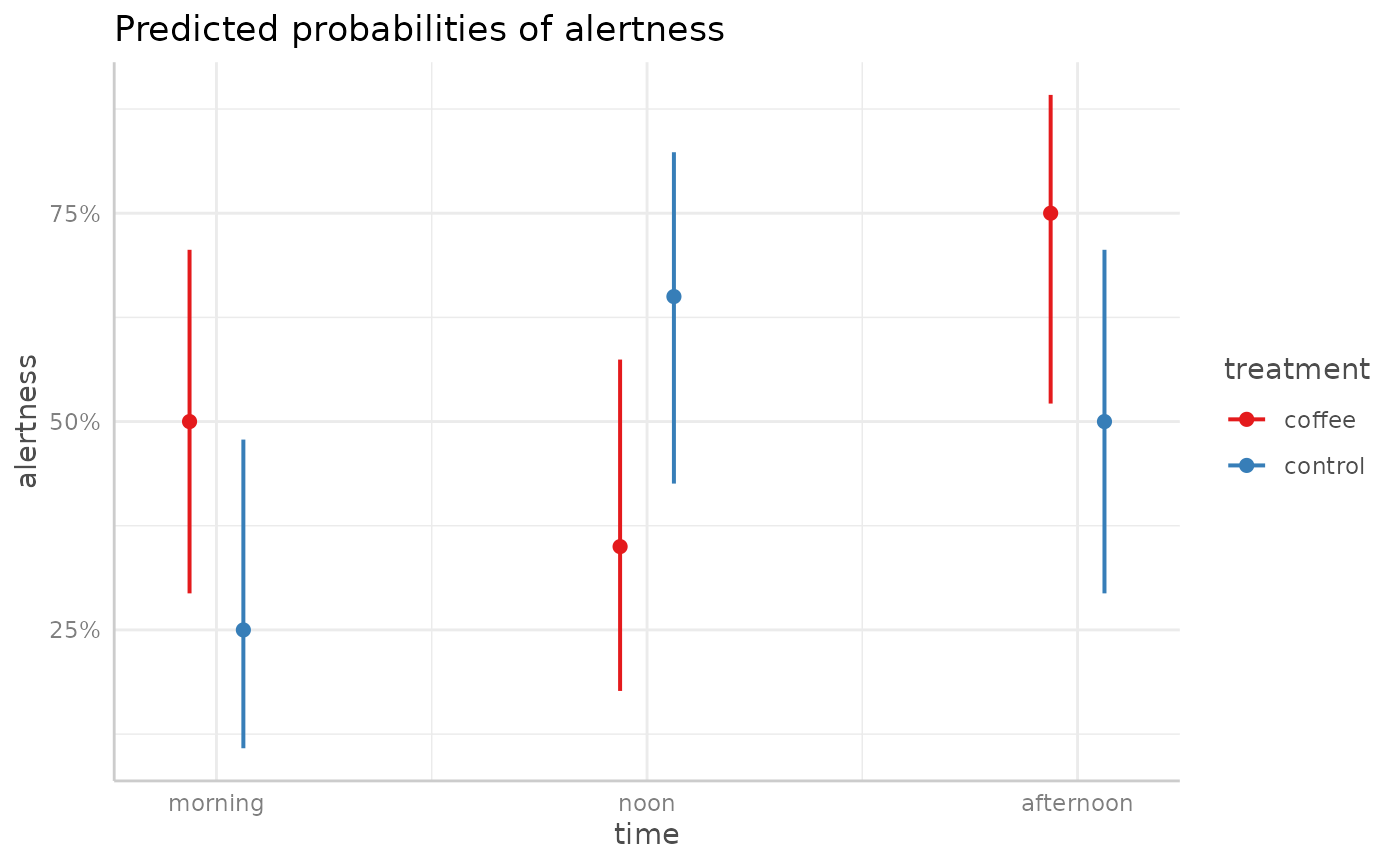 Predicted probabilities of alertness
alertness
75%
50%
25%
morning
noon
afternoon
time
treatment
coffee
control